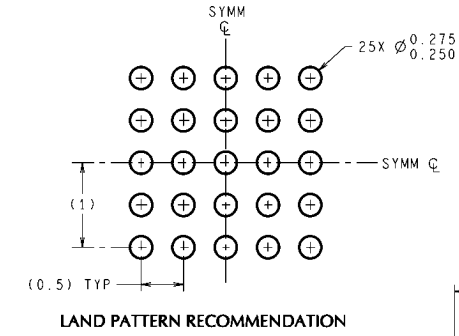 SYMM
℄
25X Ø 0.275
0.250
SYMM ℄
(1)
(0.5) TYP
LAND PATTERN RECOMMENDATION